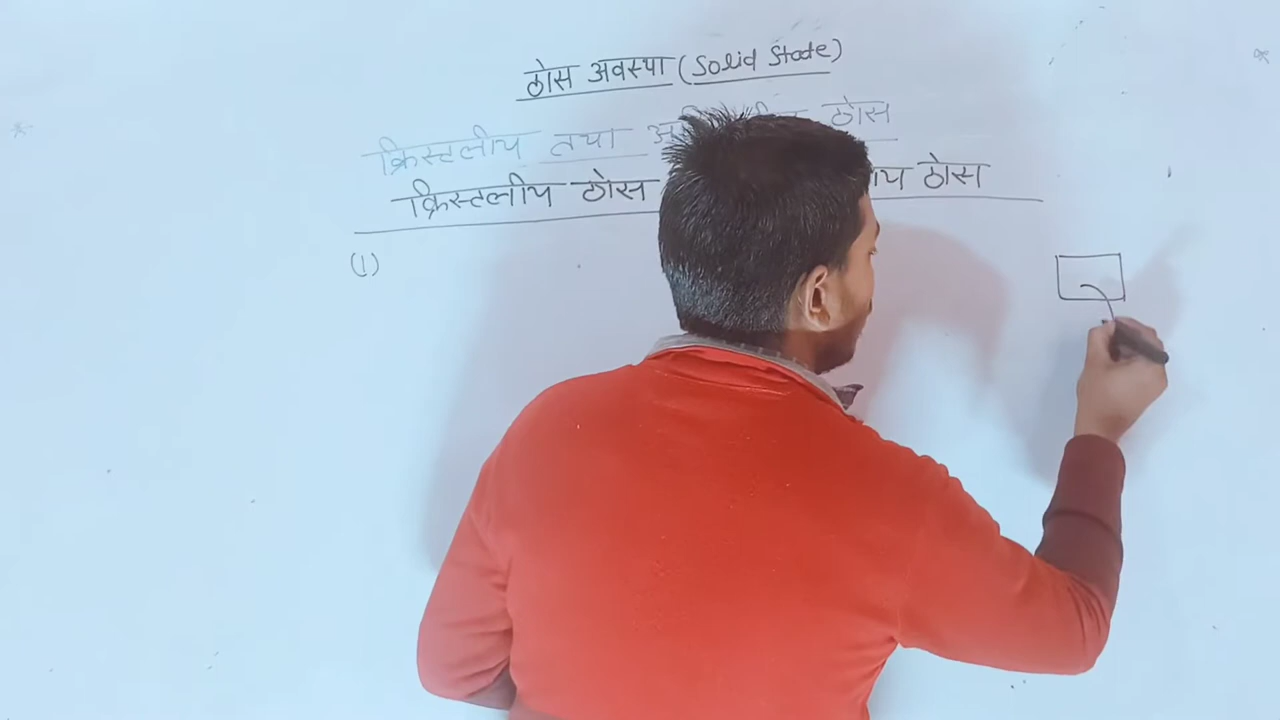 ठोस अवस्था (Solid State)
क्रिस्टलीय तथा ठोस
क्रिस्टलीय ठोस ठोस
(1)